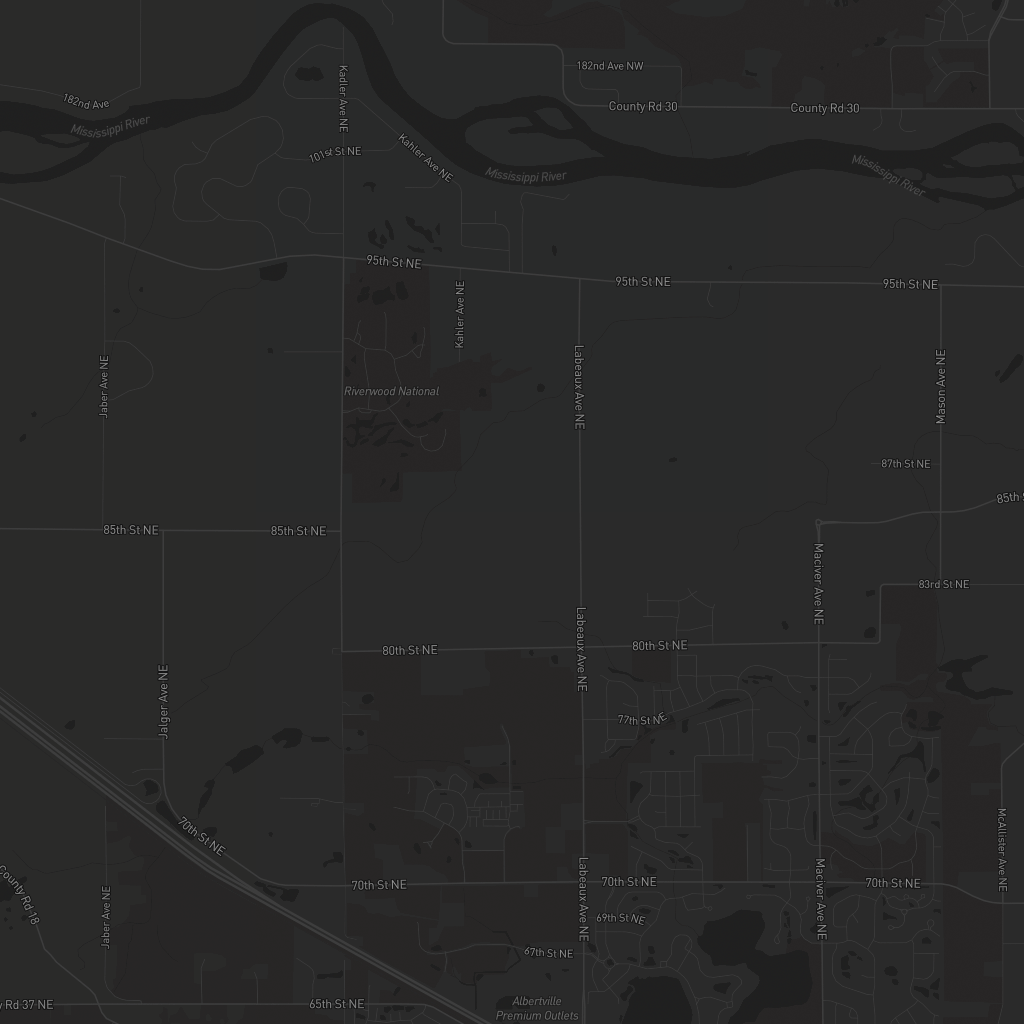 182nd Ave NW
182nd Ave
County Rd 30
County Rd 30
Kadler Ave NE
Mississippi River
101st St NE
Kahler Ave NE
Mississippi River
Mississippi River
95th St NE
95th St NE
95th St NE
Kahler Ave NE
Jaber Ave NE
Labeaux Ave NE
Mason Ave NE
Riverwood National
87th St NE
85th S
85th St NE
85th St NE
Maciver Ave NE
83rd St NE
Labeaux Ave NE
80th St NE
80th St NE
Jalger Ave NE
77th St NE
70th St NE
McAllister Ave NE
County Rd 18
70th St NE
70th St NE
70th St NE
Labeaux Ave NE
Maciver Ave NE
Jaber Ave NE
69th St NE
67th St NE
y Rd 37 NE
65th St NE
Albertville
Premium Outlets